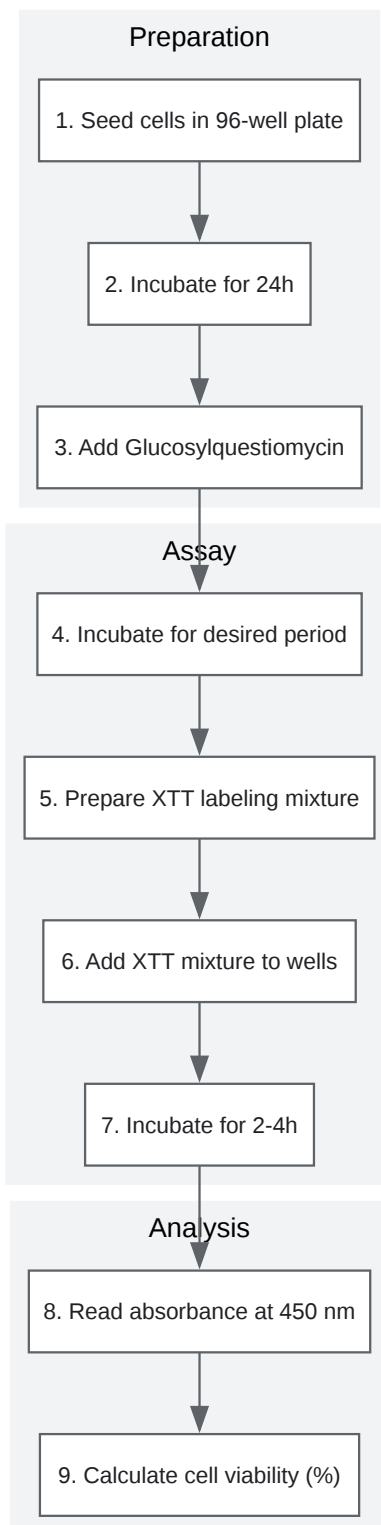 Preparation
1. Seed cells in 96-well plate
2. Incubate for 24h
3. Add Glucosylquestiomycin
Assay
4. Incubate for desired period
5. Prepare XTT labeling mixture
6. Add XTT mixture to wells
7. Incubate for 2-4h
Analysis
8. Read absorbance at 450 nm
9. Calculate cell viability (%)